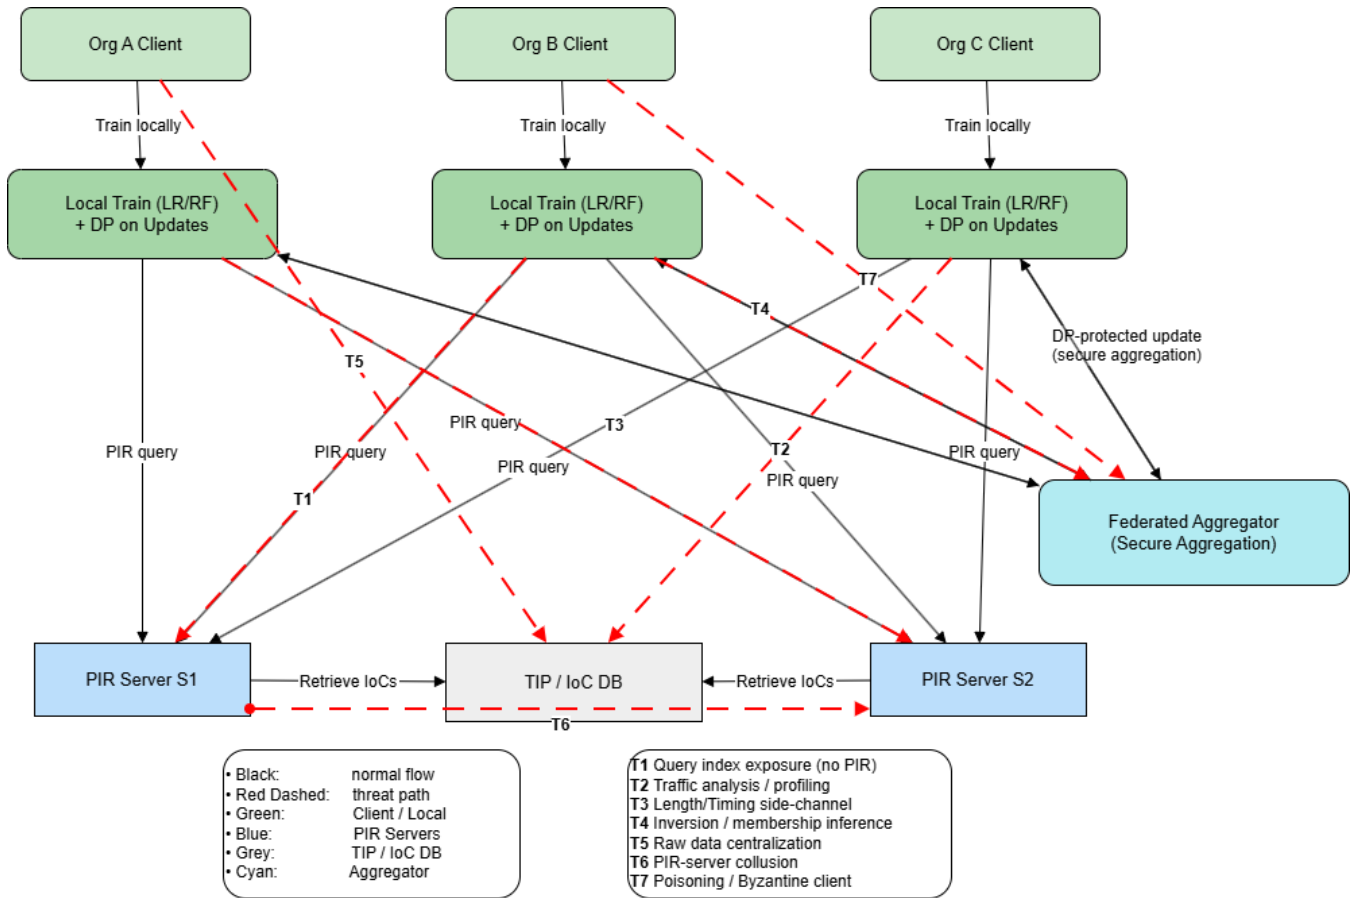 Org A Client
Org B Client
Org C Client
Train locally
Train locally
Train locally
Local Train (LR/RF)
+ DP on Updates
Local Train (LR/RF)
+ DP on Updates
Local Train (LR/RF)
+ DP on Updates
T7
T4
DP-protected update
(secure aggregation)
T5
PIR query
T3
PIR query
PIR query
T2
PIR query
PIR query
PIR query
T1
Federated Aggregator
(Secure Aggregation)
PIR Server S1
Retrieve IoCs
TIP / IoC DB
Retrieve IoCs
PIR Server S2
T6
• Black: normal flow
• Red Dashed: threat path
• Green: Client / Local
• Blue: PIR Servers
• Grey: TIP / IoC DB
• Cyan: Aggregator
T1 Query index exposure (no PIR)
T2 Traffic analysis / profiling
T3 Length/Timing side-channel
T4 Inversion / membership inference
T5 Raw data centralization
T6 PIR-server collusion
T7 Poisoning / Byzantine client